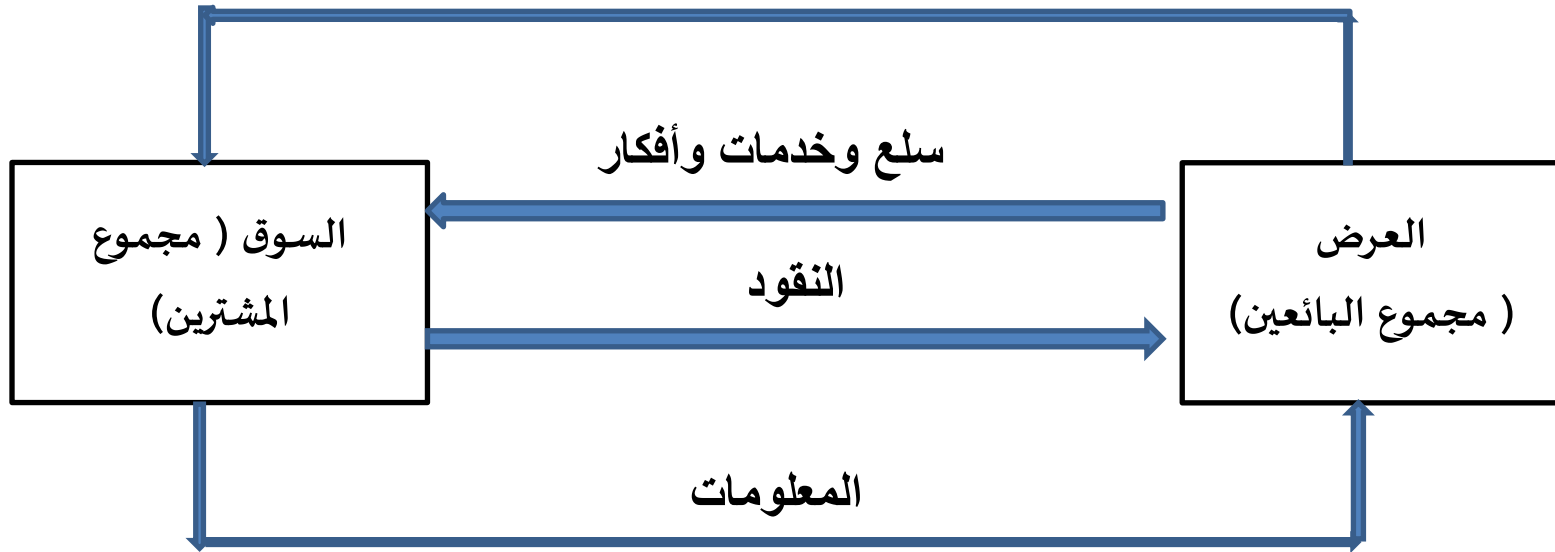 سلع وخدمات وأفكار
العرض
( مجموع البائعين)
السوق ( مجموع
المشترين)
النقود
المعلومات